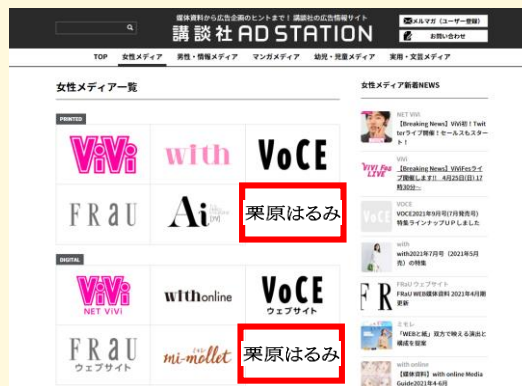 媒体資料から広告企画のヒントまで！講談社の広告情報サイト
講談社 AD STATION
メルマガ（ユーザー登録）
お問い合わせ
TOP 女性メディア 男性・情報メディア マンガメディア 幼児・児童メディア 実用・文芸メディア
女性メディア一覧
PRINTED
ViVi with VOCE
FRaU Ai 栗原はるみ
DIGITAL
ViVi
NET ViVi
withonline
VOCE
ウェブサイト
FRaU
ウェブサイト
mi-mollet
栗原はるみ
女性メディア新着NEWS
NET ViVi
【Breaking News】ViVi初！Twit
terライブ開催！セールスもスター
ト！
ViVi Fes
LIVE
ViVi
【Breaking News】ViViFesライ
ブ開催します!! 4月25日(日) 17
時30分～
VOCE
VOCE
VOCE2021年9月号(7月発売号)
特集ラインナップUPしました
with
with2021年7月号（2021年5月
売）の特集
FR
FRaU ウェブサイト
FRaU WEB媒体資料 2021年4月期
更新
ミモレ
「WEBと紙」双方で映える演出と
構成を提案
with online
【媒体資料】with online Media
Guide2021年4-6月